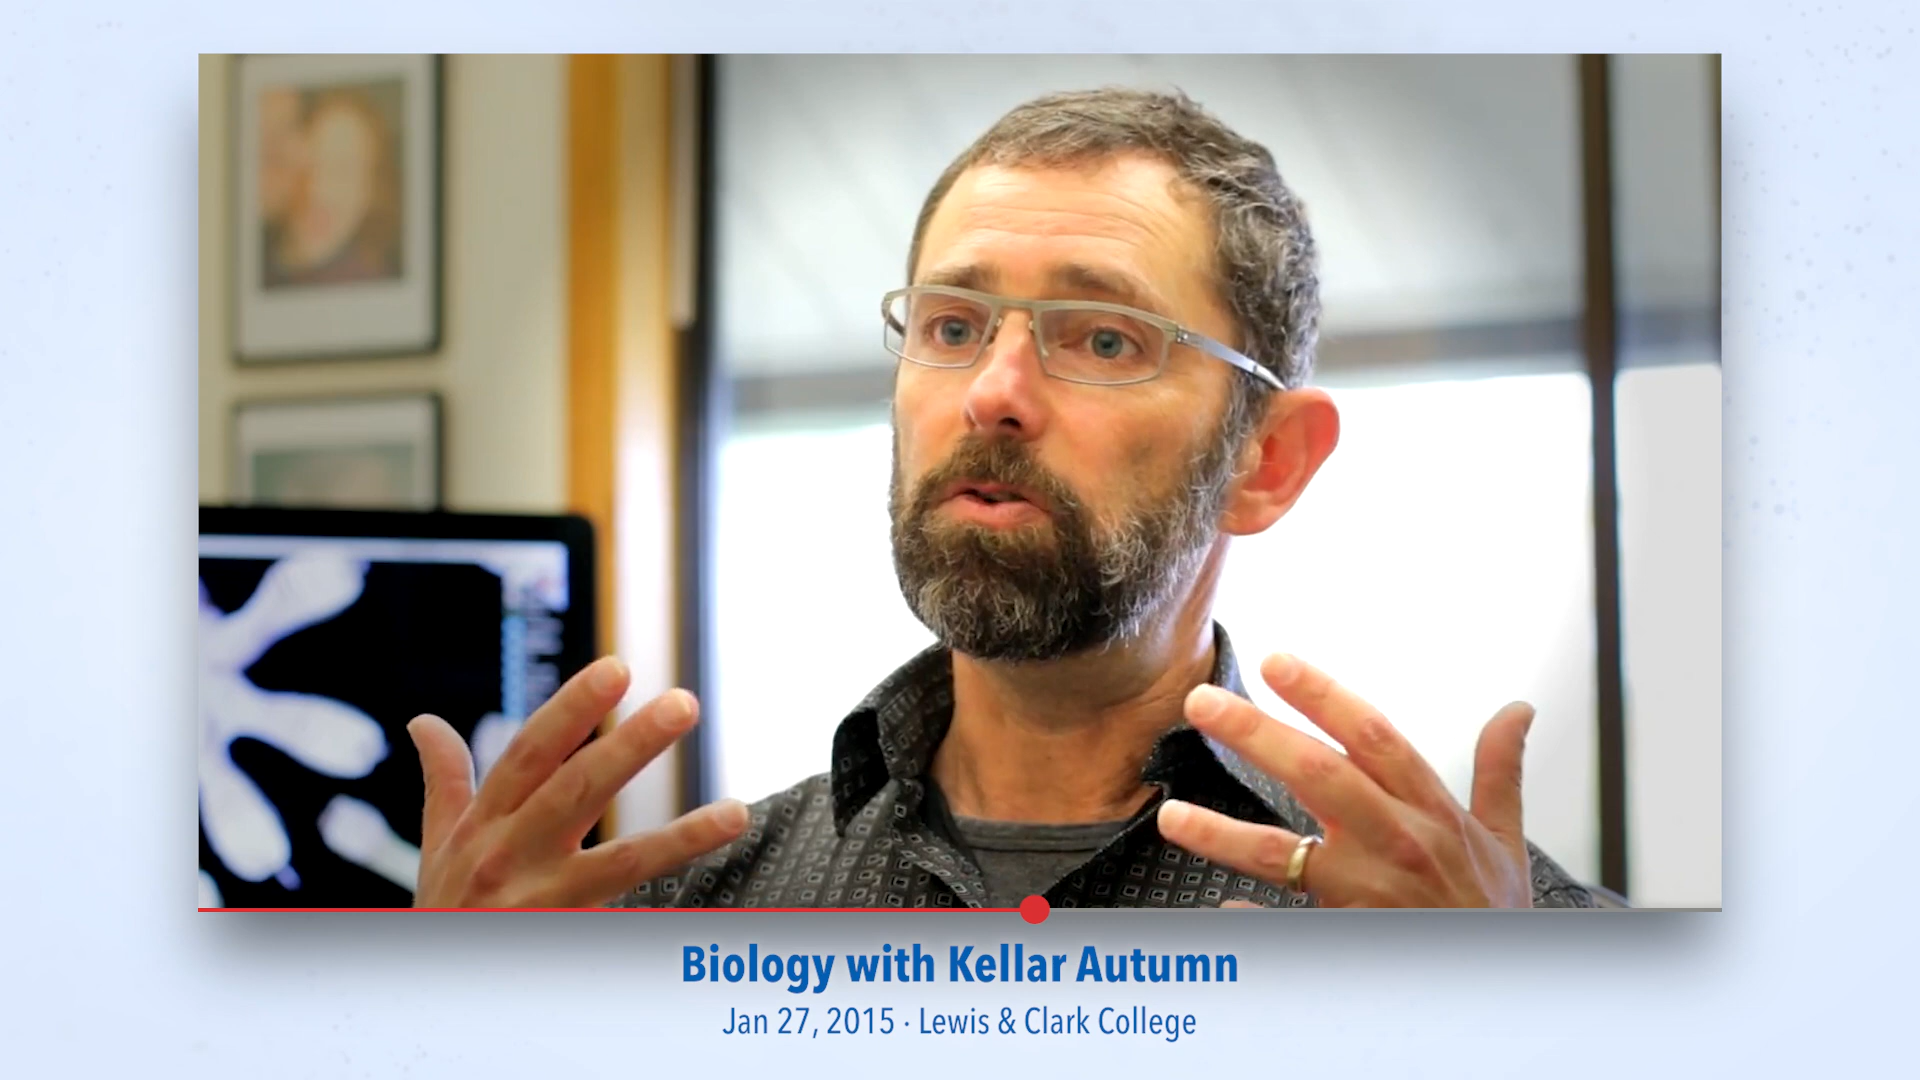 Biology with Kellar Autumn
Jan 27, 2015 · Lewis & Clark College